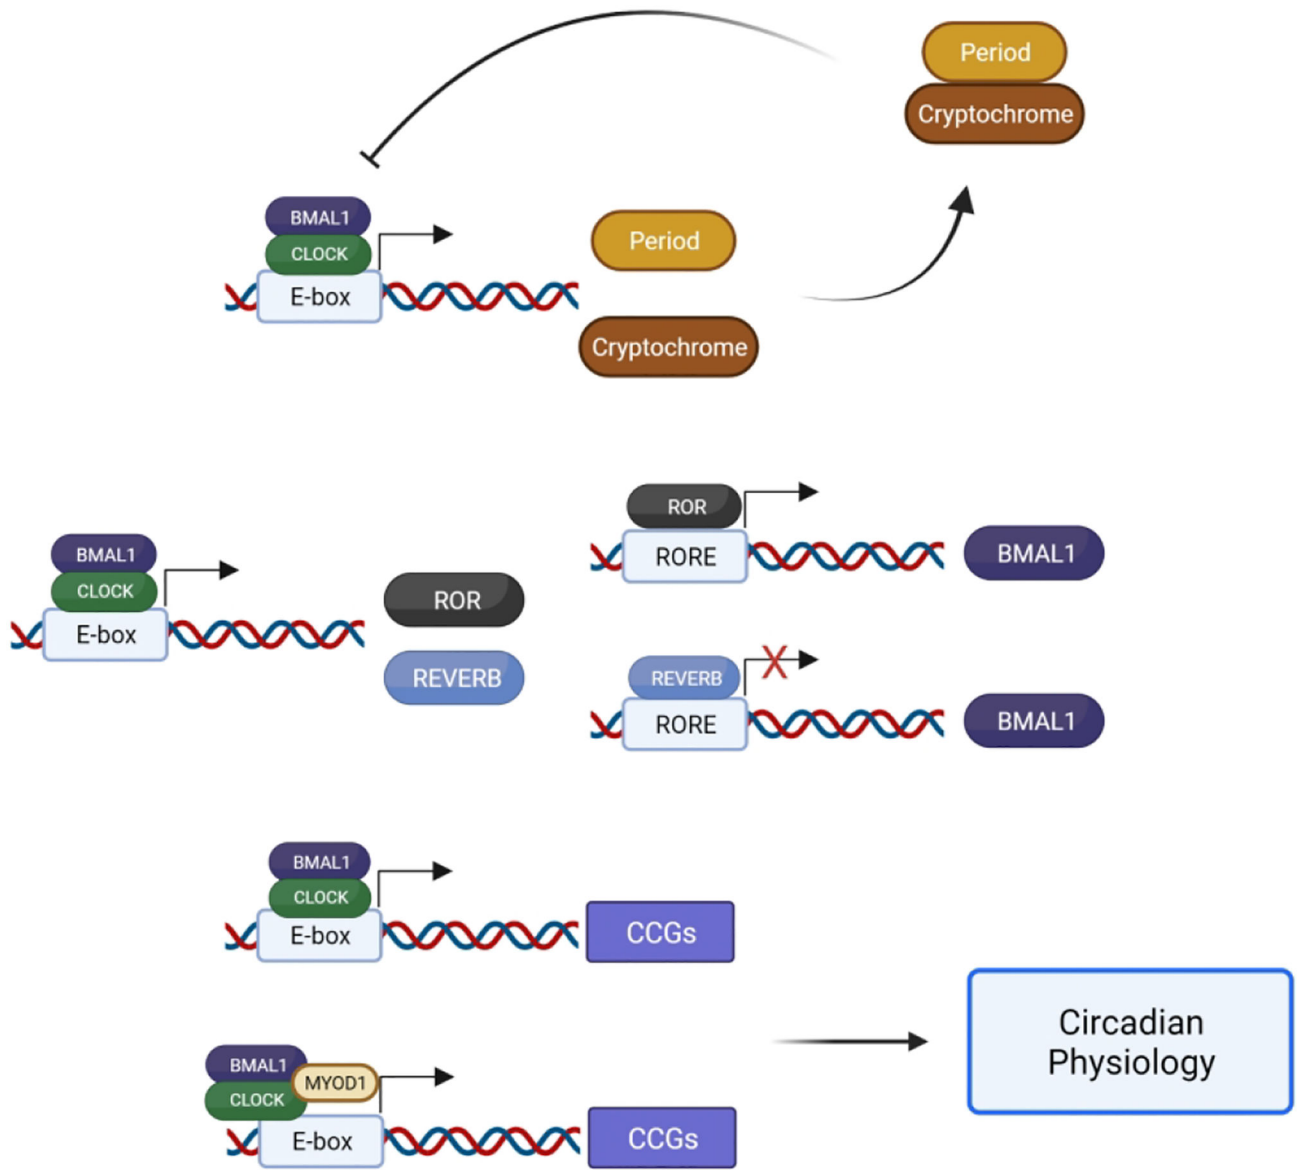 Period
Cryptochrome
BMAL1
CLOCK
E-box
Period
Cryptochrome
BMAL1
CLOCK
E-box
ROR
REVERB
ROR
RORE
BMAL1
REVERB
X
RORE
BMAL1
BMAL1
CLOCK
E-box
CCGs
BMAL1
CLOCK
MYOD1
E-box
CCGs
Circadian
Physiology